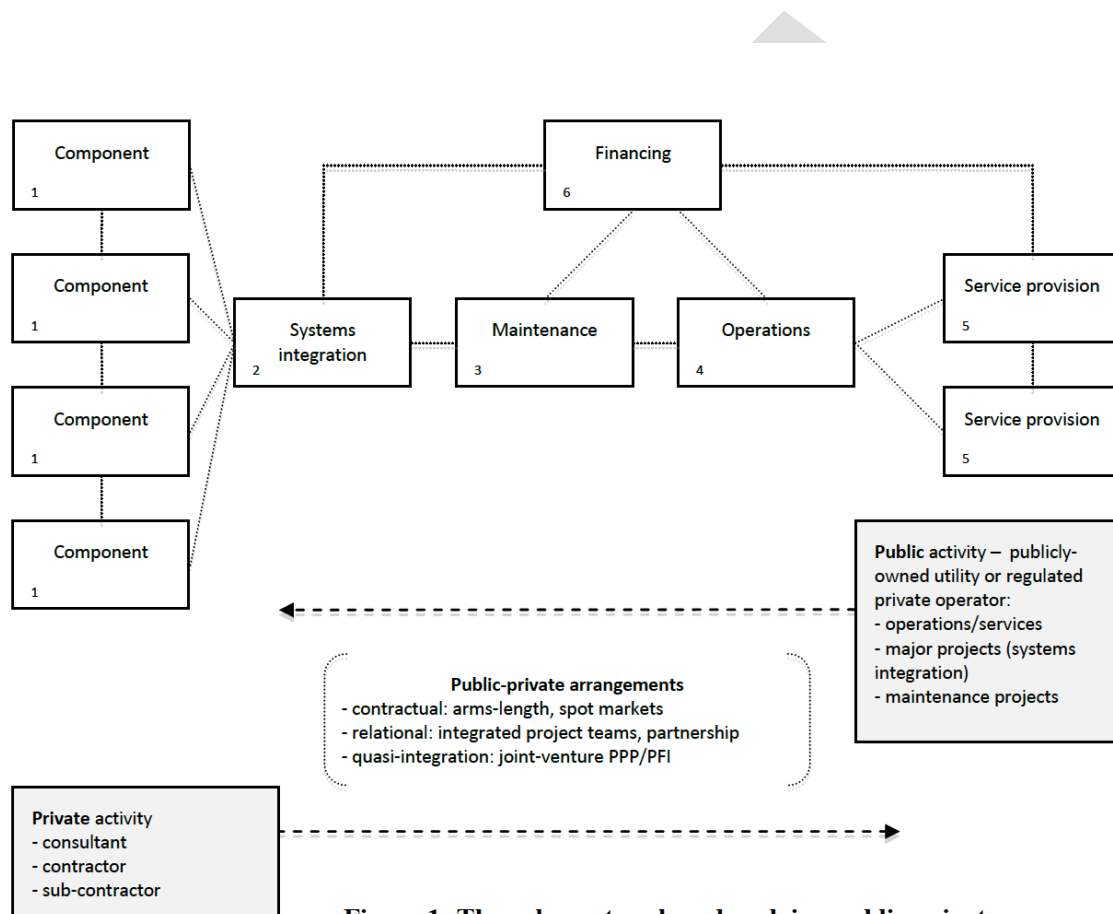 Component
1
Component
1
Component
1
Component
1
Systems
integration
2
Financing
6
Maintenance
3
Operations
4
Service provision
5
Service provision
5
Public activity – publicly-
owned utility or regulated
private operator:
- operations/services
- major projects (systems
integration)
- maintenance projects
Public-private arrangements
- contractual: arms-length, spot markets
- relational: integrated project teams, partnership
- quasi-integration: joint-venture PPP/PFI
Private activity
- consultant
- contractor
- sub-contractor